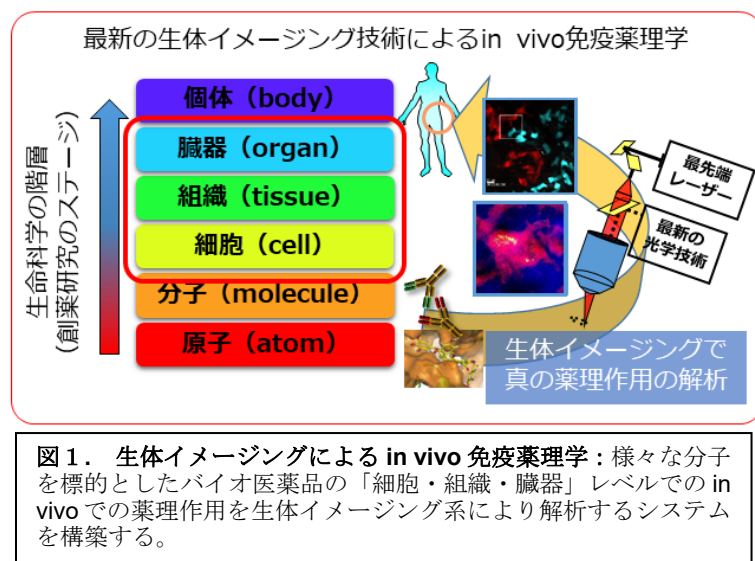 最新の生体イメージング技術によるin vivo免疫薬理学
生命科学の階層
(創薬研究のステージ)
個体（body）
臓器（organ）
組織（tissue）
細胞（cell）
分子（molecule）
原子（atom）
最先端
レーザー
最新の
光学技術
生体イメージングで
真の薬理作用の解析
図１． 生体イメージングによる in vivo 免疫薬理学：様々な分子
を標的としたバイオ医薬品の「細胞・組織・臓器」レベルでの in
vivo での薬理作用を生体イメージング系により解析するシステム
を構築する。